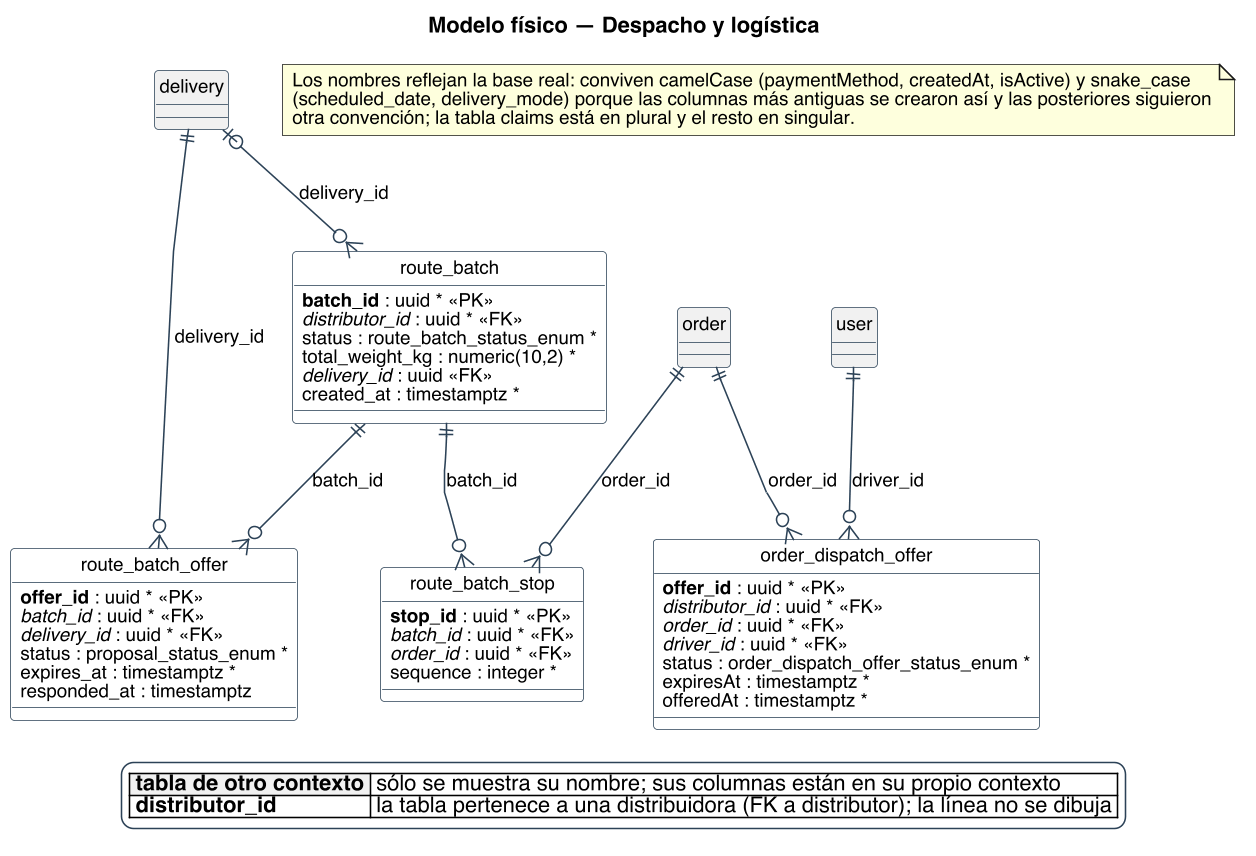 Modelo físico — Despacho y logística
delivery
Los nombres reflejan la base real: conviven camelCase (paymentMethod, createdAt, isActive) y snake_case
(scheduled_date, delivery_mode) porque las columnas más antiguas se crearon así y las posteriores siguieron
otra convención; la tabla claims está en plural y el resto en singular.
delivery_id
route_batch
batch_id : uuid * «PK»
distributor_id : uuid * «FK»
status : route_batch_status_enum *
total_weight_kg : numeric(10,2) *
delivery_id : uuid «FK»
created_at : timestamptz *
order
user
delivery_id
batch_id
batch_id
order_id
order_id
driver_id
route_batch_offer
offer_id : uuid * «PK»
batch_id : uuid * «FK»
delivery_id : uuid * «FK»
status : proposal_status_enum *
expires_at : timestamptz *
responded_at : timestamptz
route_batch_stop
stop_id : uuid * «PK»
batch_id : uuid * «FK»
order_id : uuid * «FK»
sequence : integer *
order_dispatch_offer
offer_id : uuid * «PK»
distributor_id : uuid * «FK»
order_id : uuid * «FK»
driver_id : uuid * «FK»
status : order_dispatch_offer_status_enum *
expiresAt : timestamptz *
offeredAt : timestamptz *
tabla de otro contexto sólo se muestra su nombre; sus columnas están en su propio contexto
distributor_id la tabla pertenece a una distribuidora (FK a distributor); la línea no se dibuja